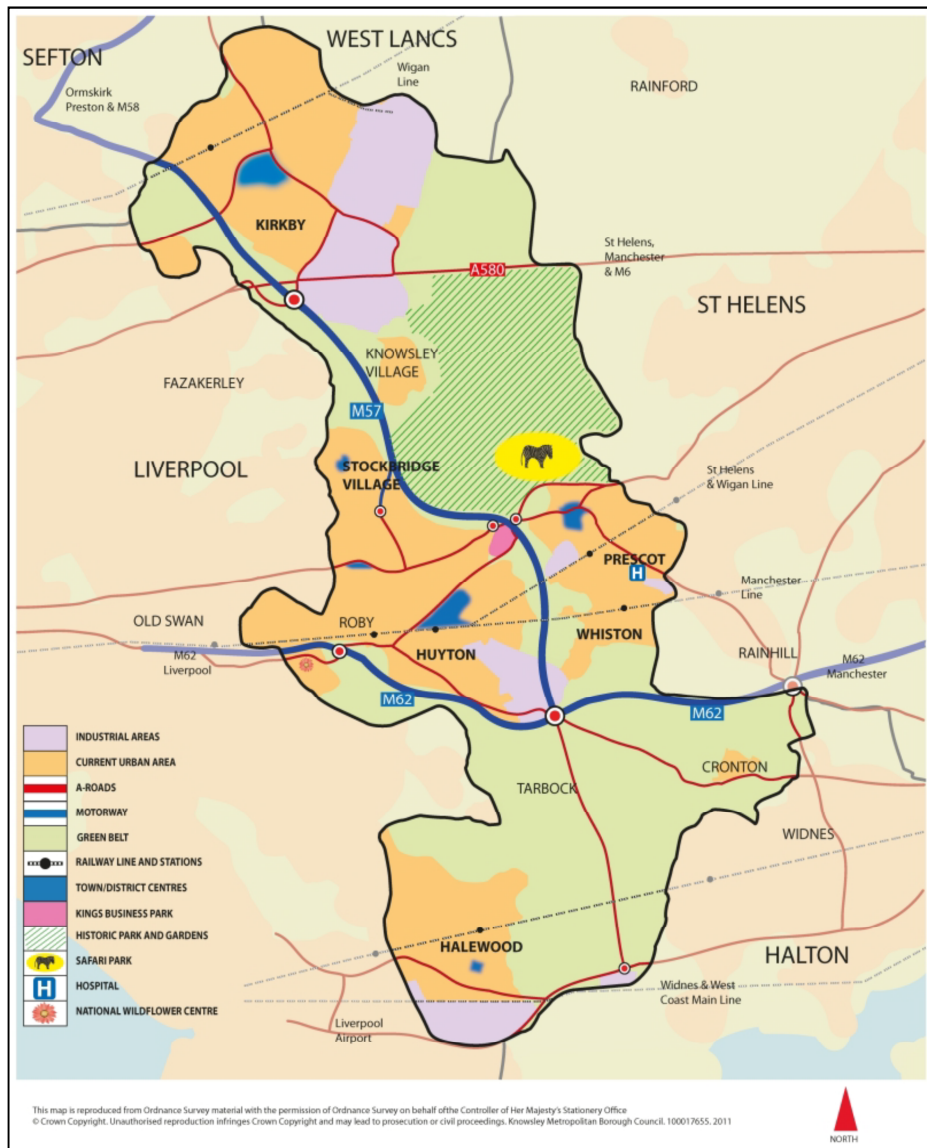 WEST LANCS
SEFTON
Wigan
Line
RAINFORD
Ormskirk
Preston & M58
KIRKBY
St Helens,
Manchester
& M6
A580
ST HELENS
KNOWSLEY
VILLAGE
FAZAKERLEY
M57
LIVERPOOL
STOCKBRIDGE
VILLAGE
St Helens
& Wigan Line
PRESCOT
H
Manchester
Line
OLD SWAN
ROBY
WHISTON
HUYTON
RAINHILL
M62
Liverpool
M62
Manchester
M62
M62
CRONTON
TARBOCK
WIDNES
HALEWOOD
HALTON
Widnes & West
Coast Main Line
Liverpool
Airport
INDUSTRIAL AREAS
CURRENT URBAN AREA
A-ROADS
MOTORWAY
GREEN BELT
RAILWAY LINE AND STATIONS
TOWN/DISTRICT CENTRES
KINGS BUSINESS PARK
HISTORIC PARK AND GARDENS
SAFARI PARK
H HOSPITAL
NATIONAL WILDFLOWER CENTRE
This map is reproduced from Ordnance Survey material with the permission of Ordnance Survey on behalf ofthe Controller of Her Majesty's Stationery Office
© Crown Copyright. Unauthorised reproduction infringes Crown Copyright and may lead to prosecution or civil proceedings. Knowsley Metropolitan Borough Council. 100017655. 2011
NORTH